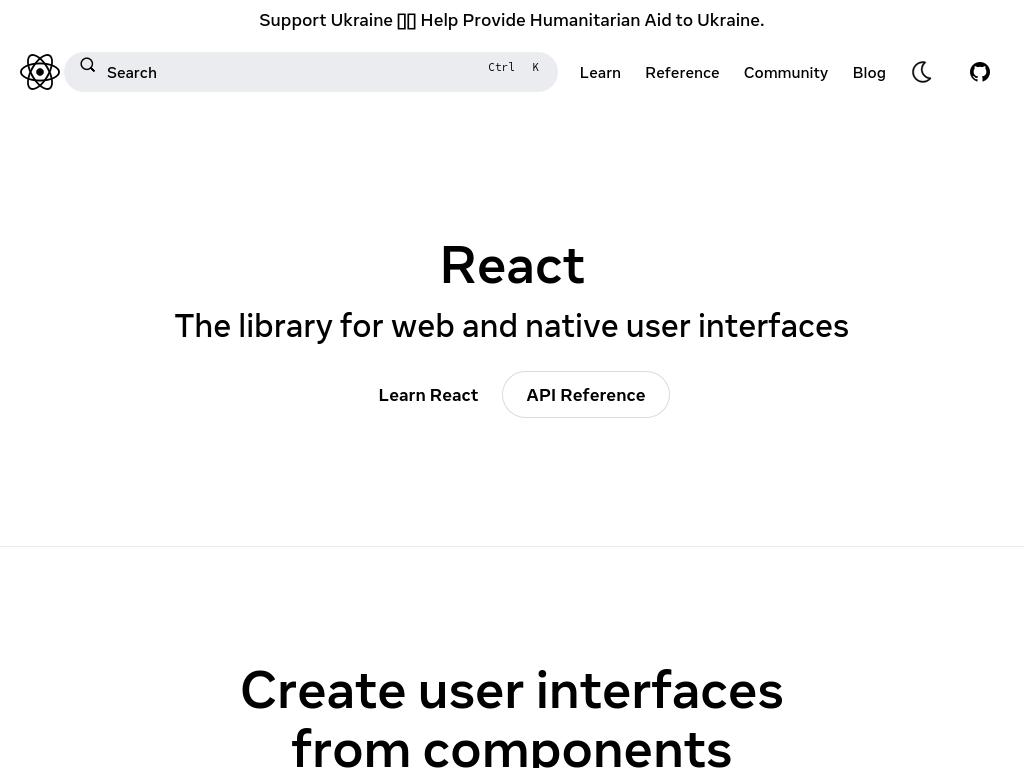 Support Ukraine 🇺🇦 Help Provide Humanitarian Aid to Ukraine.
Search
Ctrl K
Learn
Reference
Community
Blog
React
The library for web and native user interfaces
Learn React
API Reference
Create user interfaces
from components